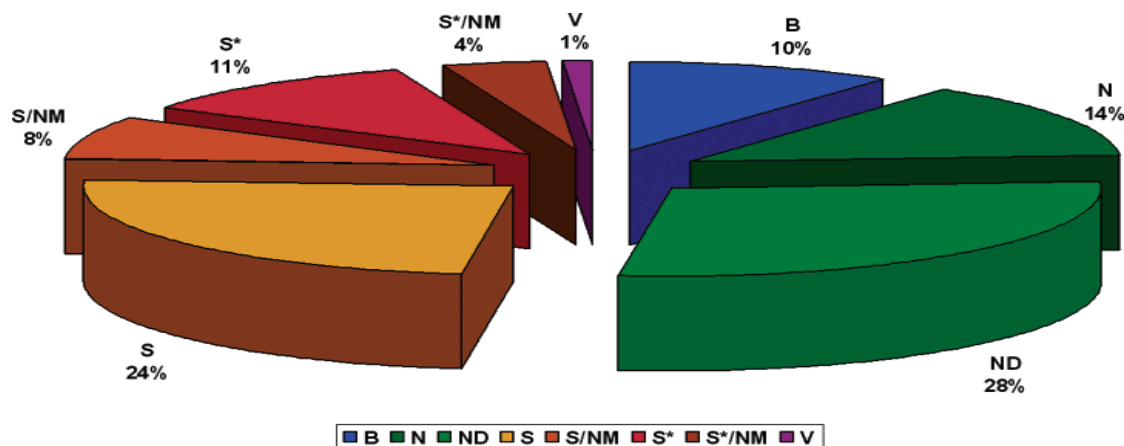 V
1%
B
10%
S*/NM
4%
S*
11%
N
14%
S/NM
8%
S
24%
ND
28%
B N ND S S/NM S* S*/NM V